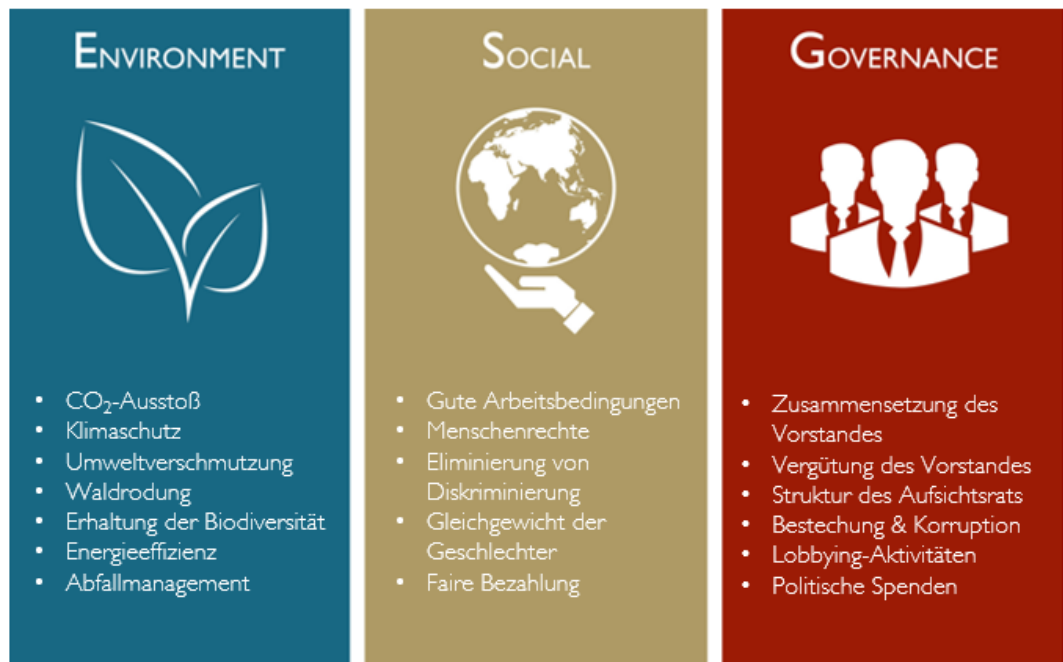 ENVIRONMENT
• CO₂-Ausstoß
• Klimaschutz
• Umweltverschmutzung
• Waldrodung
• Erhaltung der Biodiversität
• Energieeffizienz
• Abfallmanagement
SOCIAL
• Gute Arbeitsbedingungen
• Menschenrechte
• Eliminierung von
Diskriminierung
• Gleichgewicht der
Geschlechter
• Faire Bezahlung
GOVERNANCE
• Zusammensetzung des
Vorstandes
• Vergütung des Vorstandes
• Struktur des Aufsichtsrats
• Bestechung & Korruption
• Lobbying-Aktivitäten
• Politische Spenden